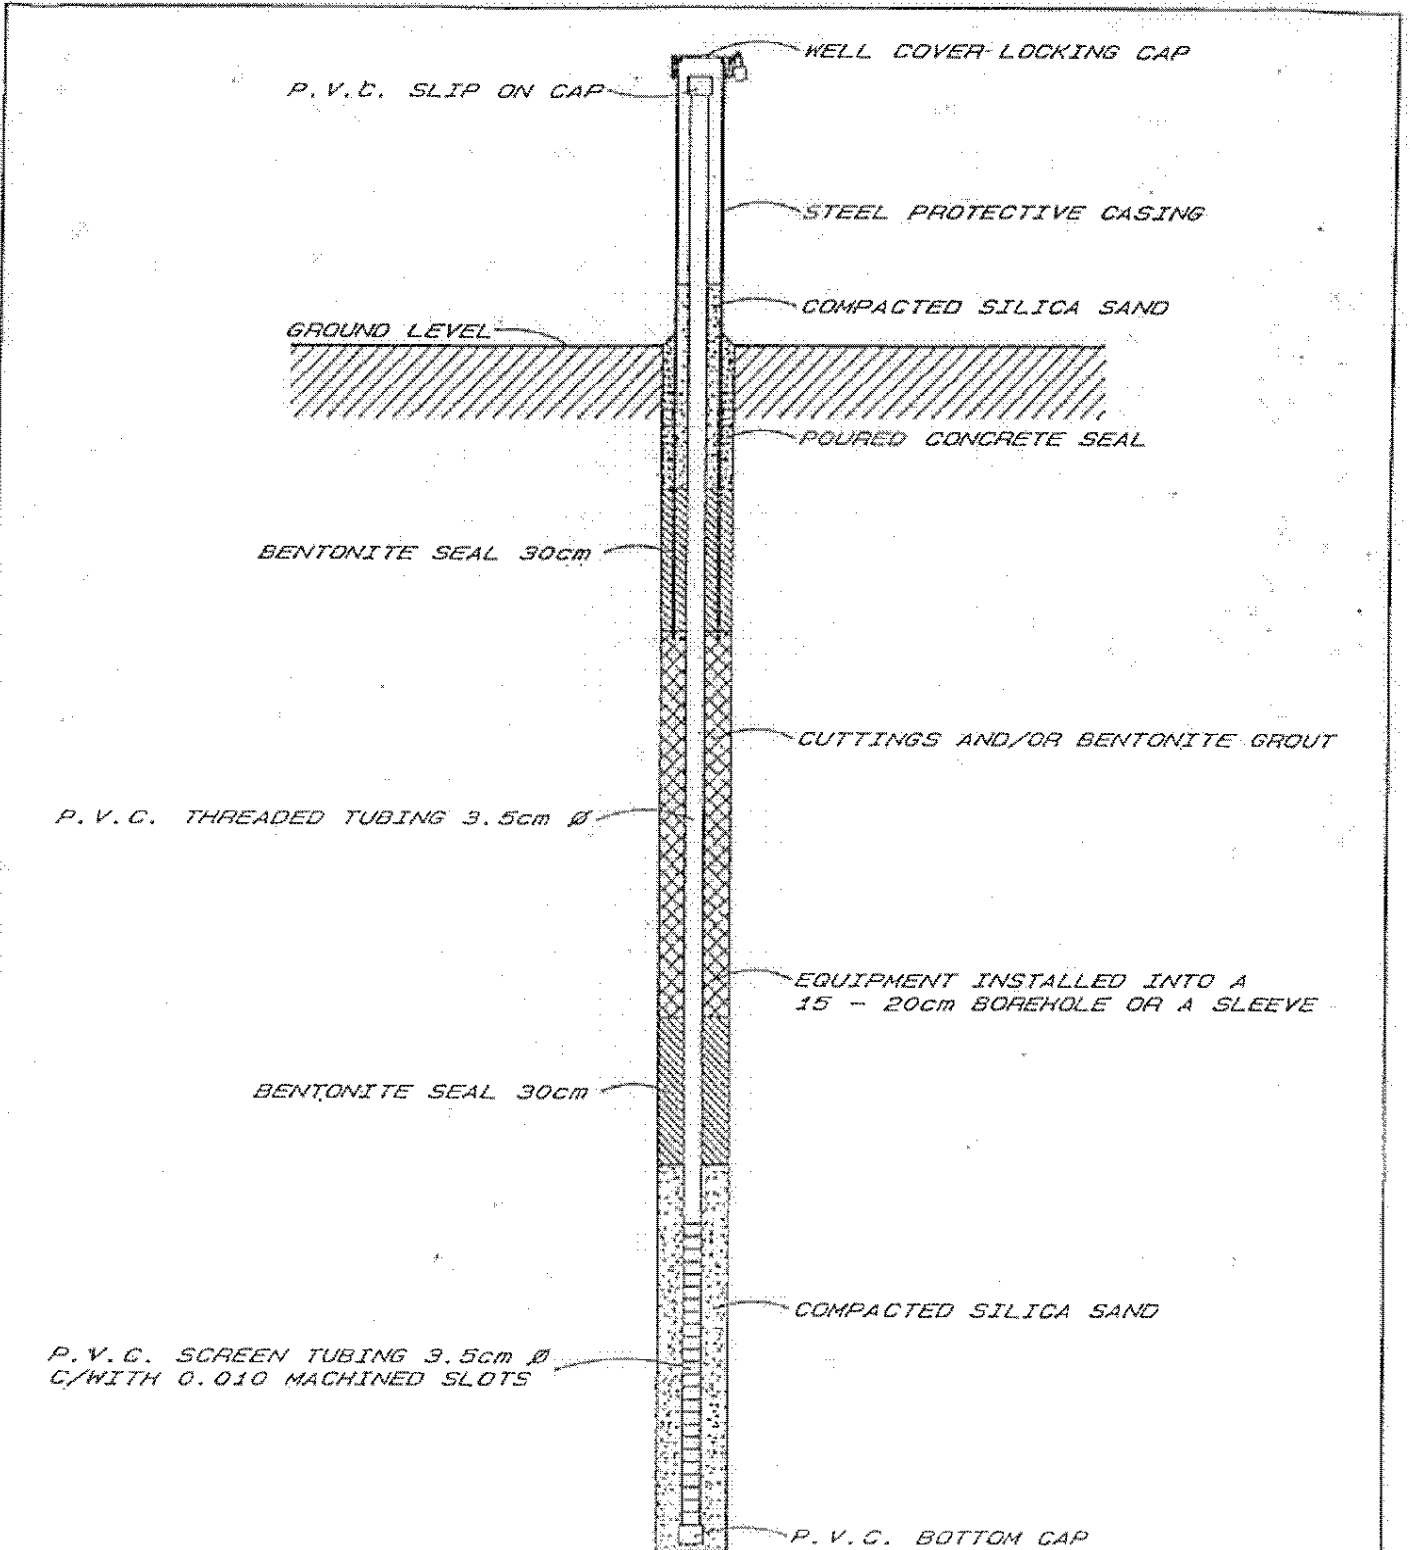 WELL COVER-LOCKING CAP
P.V.C. SLIP ON CAP
STEEL PROTECTIVE CASING
COMPACTED SILICA SAND
GROUND LEVEL
POURED CONCRETE SEAL
BENTONITE SEAL 30cm
CUTTINGS AND/OR BENTONITE GROUT
P.V.C. THREADED TUBING 3.5cm Ø
EQUIPMENT INSTALLED INTO A
15 - 20cm BOREHOLE OR A SLEEVE
BENTONITE SEAL 30cm
COMPACTED SILICA SAND
P.V.C. SCREEN TUBING 3.5cm Ø
C/WITH 0.010 MACHINED SLOTS
P.V.C. BOTTOM CAP